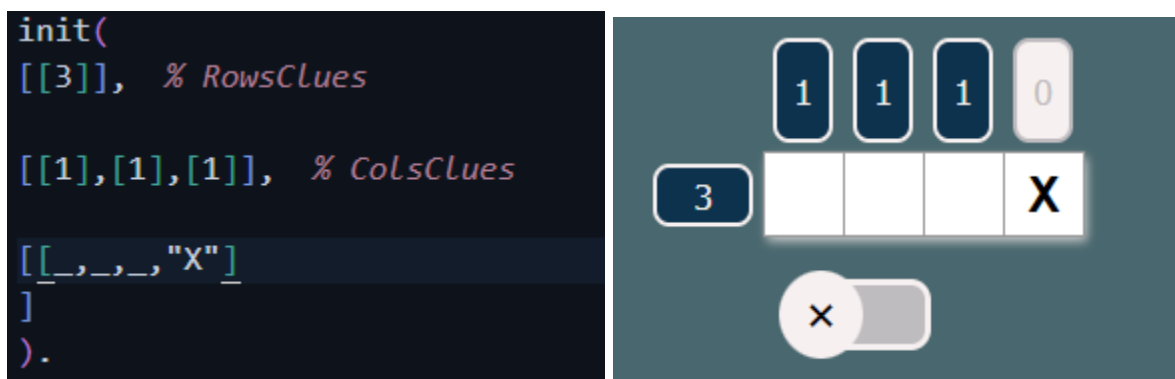 init(
[[3]], % RowsClues
[[1],[1],[1]], % ColsClues
[[_,_,_,"X"]
]
).
1 1 1 0
3 X
×